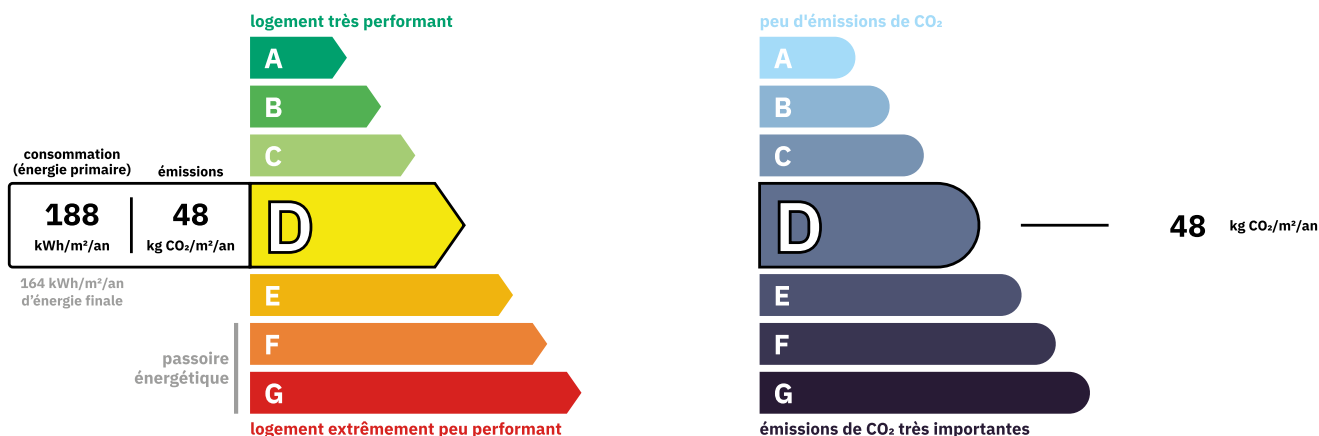 logement très performant
A
B
C
consommation
(énergie primaire)
émissions
188
kWh/m²/an
48
kg CO₂/m²/an
D
164 kWh/m²/an
d'énergie finale
E
passoire
énergétique
F
G
logement extrêmement peu performant
peu d'émissions de CO₂
A
B
C
D
48 kg CO₂/m²/an
E
F
G
émissions de CO₂ très importantes